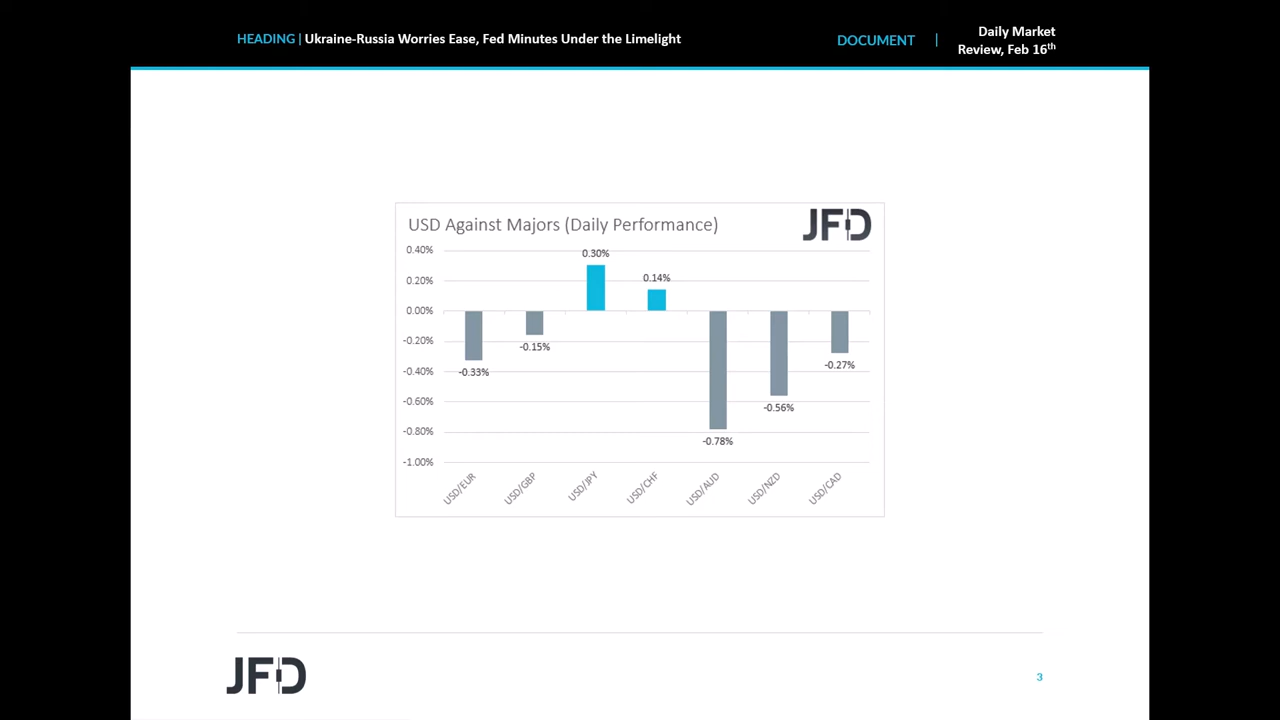 HEADING | Ukraine-Russia Worries Ease, Fed Minutes Under the Limelight
DOCUMENT |
Daily Market
Review, Feb 16th
USD Against Majors (Daily Performance)
JFD
0.40%
0.20%
0.00%
-0.20%
-0.40%
-0.60%
-0.80%
-1.00%
-0.33%
-0.15%
0.30%
0.14%
-0.78%
-0.56%
-0.27%
USD/EUR
USD/GBP
USD/JPY
USD/CHF
USD/AUD
USD/NZD
USD/CAD
JFD
3